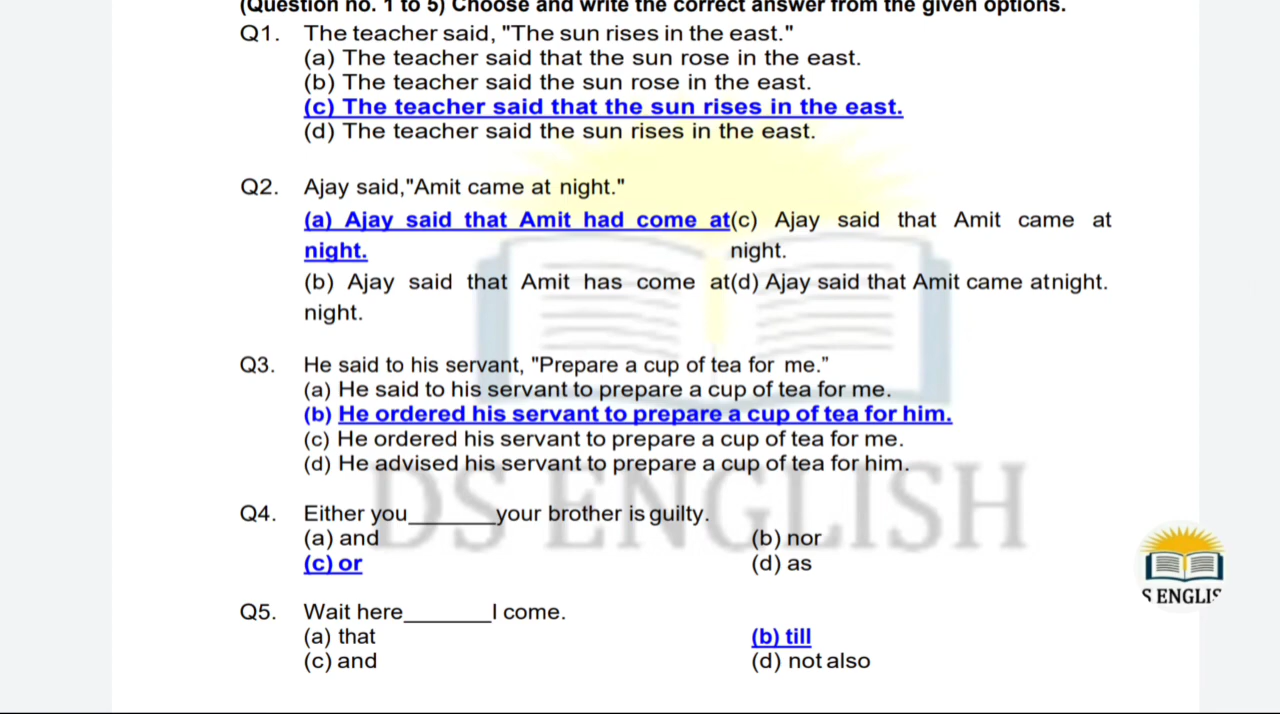 (Question no. 1 to 5) Choose and write the correct answer from the given options.
Q1. The teacher said, "The sun rises in the east."
(a) The teacher said that the sun rose in the east.
(b) The teacher said the sun rose in the east.
(c) The teacher said that the sun rises in the east.
(d) The teacher said the sun rises in the east.
Q2. Ajay said,"Amit came at night."
(a) Ajay said that Amit had come at(c) Ajay said that Amit came at
night. night.
(b) Ajay said that Amit has come at(d) Ajay said that Amit came atnight.
night.
Q3. He said to his servant, "Prepare a cup of tea for me.”
(a) He said to his servant to prepare a cup of tea for me.
(b) He ordered his servant to prepare a cup of tea for him.
(c) He ordered his servant to prepare a cup of tea for me.
(d) He advised his servant to prepare a cup of tea for him.
DS ENGLISH
Q4. Either you_______your brother is guilty.
(a) and (b) nor
(c) or (d) as
S ENGLIS
Q5. Wait here_______I come.
(a) that (b) till
(c) and (d) not also